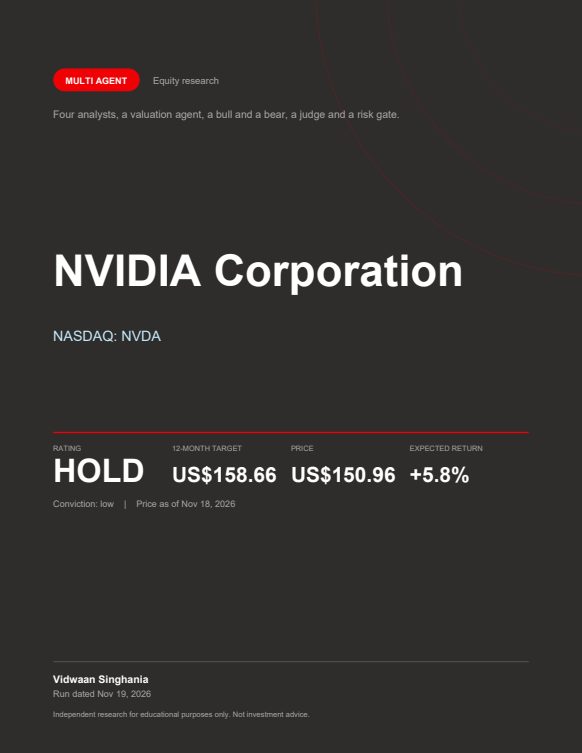 MULTI AGENT Equity research
Four analysts, a valuation agent, a bull and a bear, a judge and a risk gate.
NVIDIA Corporation
NASDAQ: NVDA
RATING 12-MONTH TARGET PRICE EXPECTED RETURN
HOLD US$158.66 US$150.96 +5.8%
Conviction: low | Price as of Nov 18, 2026
Vidwaan Singhania
Run dated Nov 19, 2026
Independent research for educational purposes only. Not investment advice.